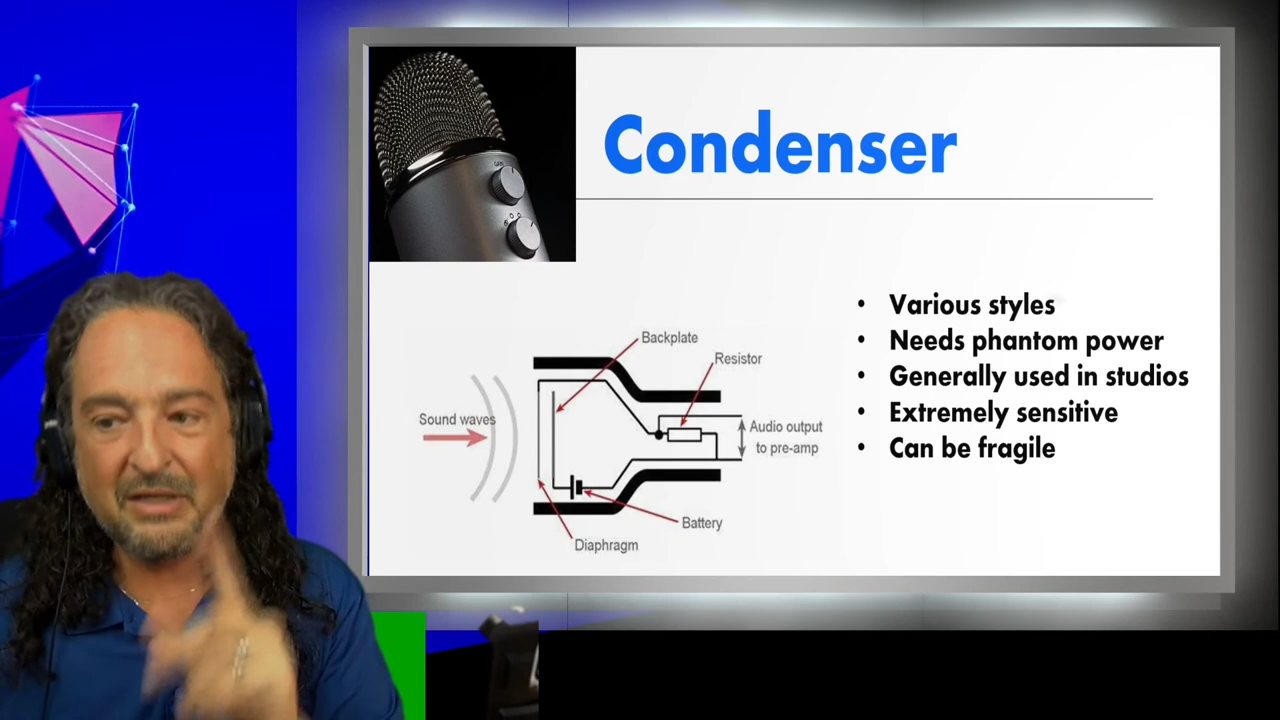 Condenser
GAIN
• Various styles
• Needs phantom power
• Generally used in studios
• Extremely sensitive
• Can be fragile
Backplate
Resistor
Sound waves
Audio output
to pre-amp
Battery
Diaphragm